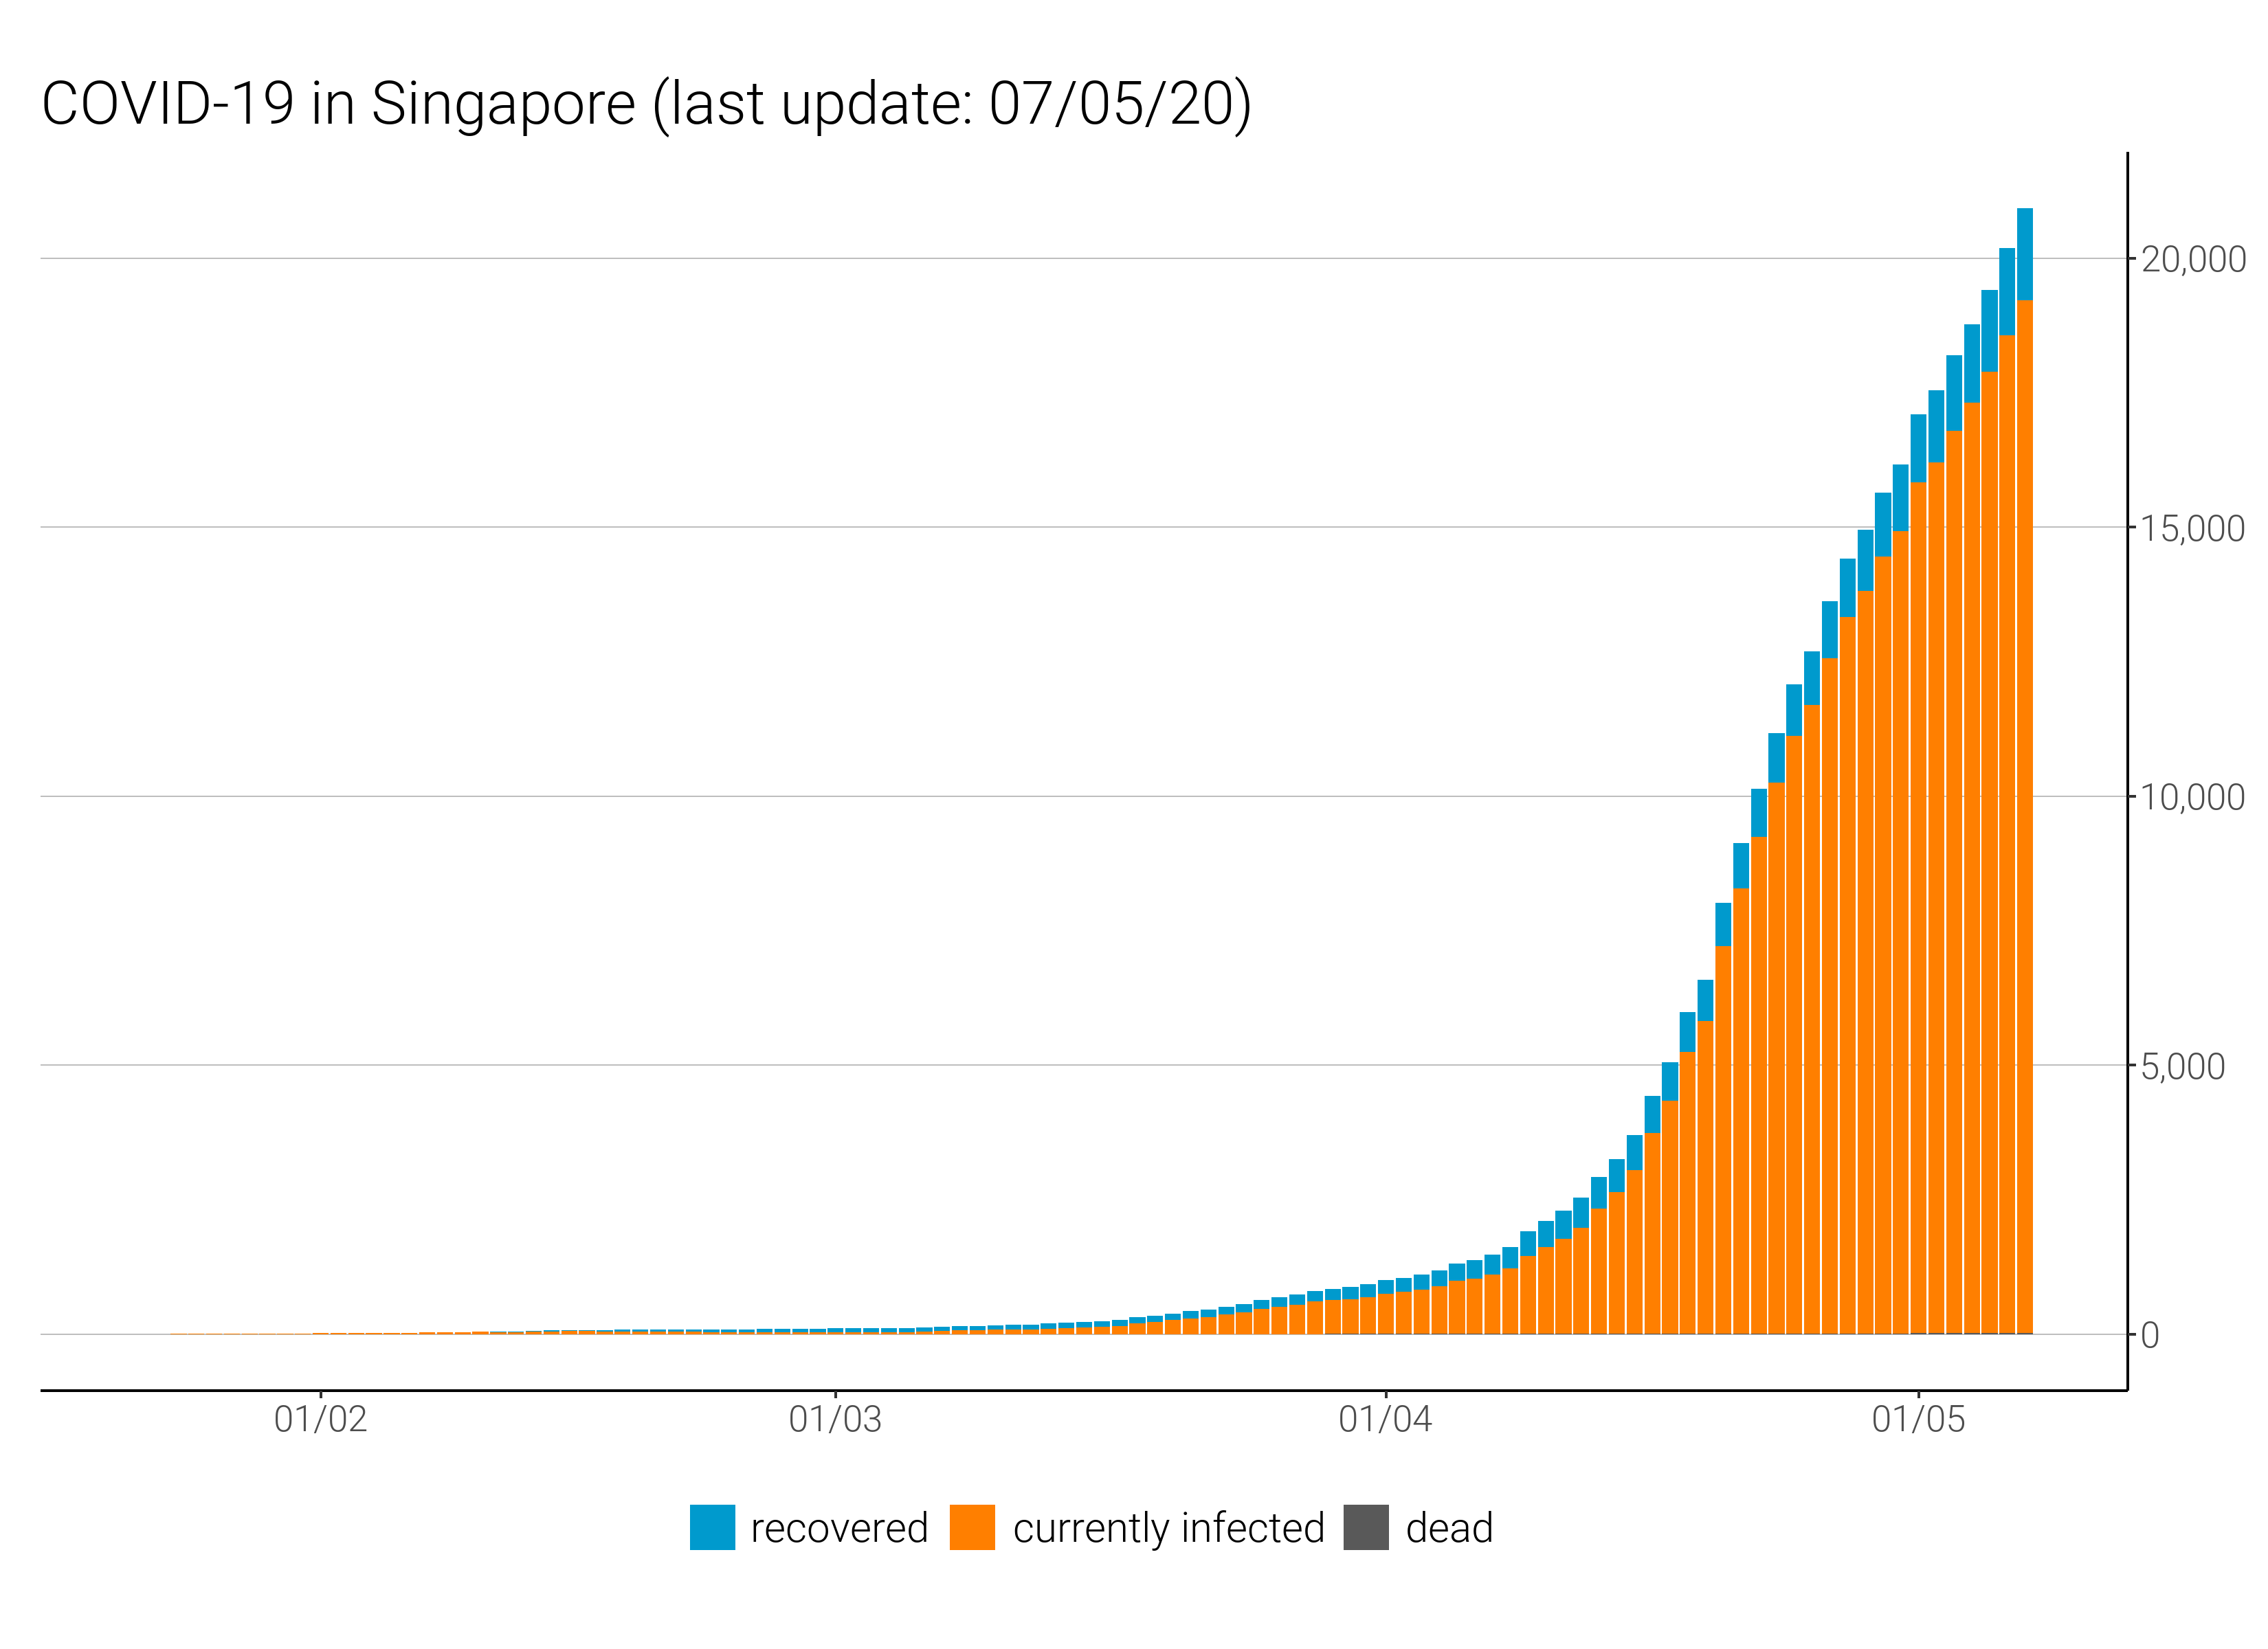 COVID-19 in Singapore (last update: 07/05/20)
20,000
15,000
10,000
5,000
0
01/02 01/03 01/04 01/05
recovered currently infected dead